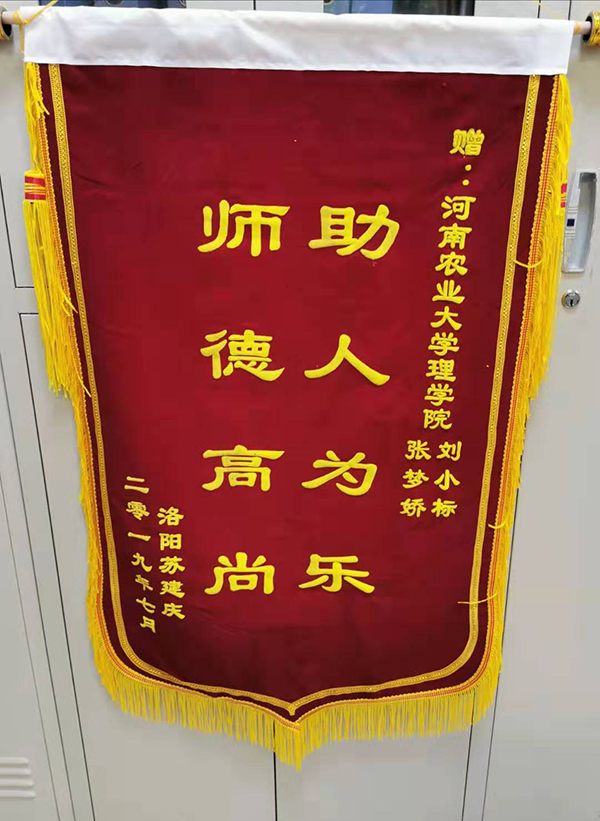 赠：河南农业大学理学院 刘小标
张梦娇
助人为乐
师德高尚
洛阳苏建庆
二零一九年七月